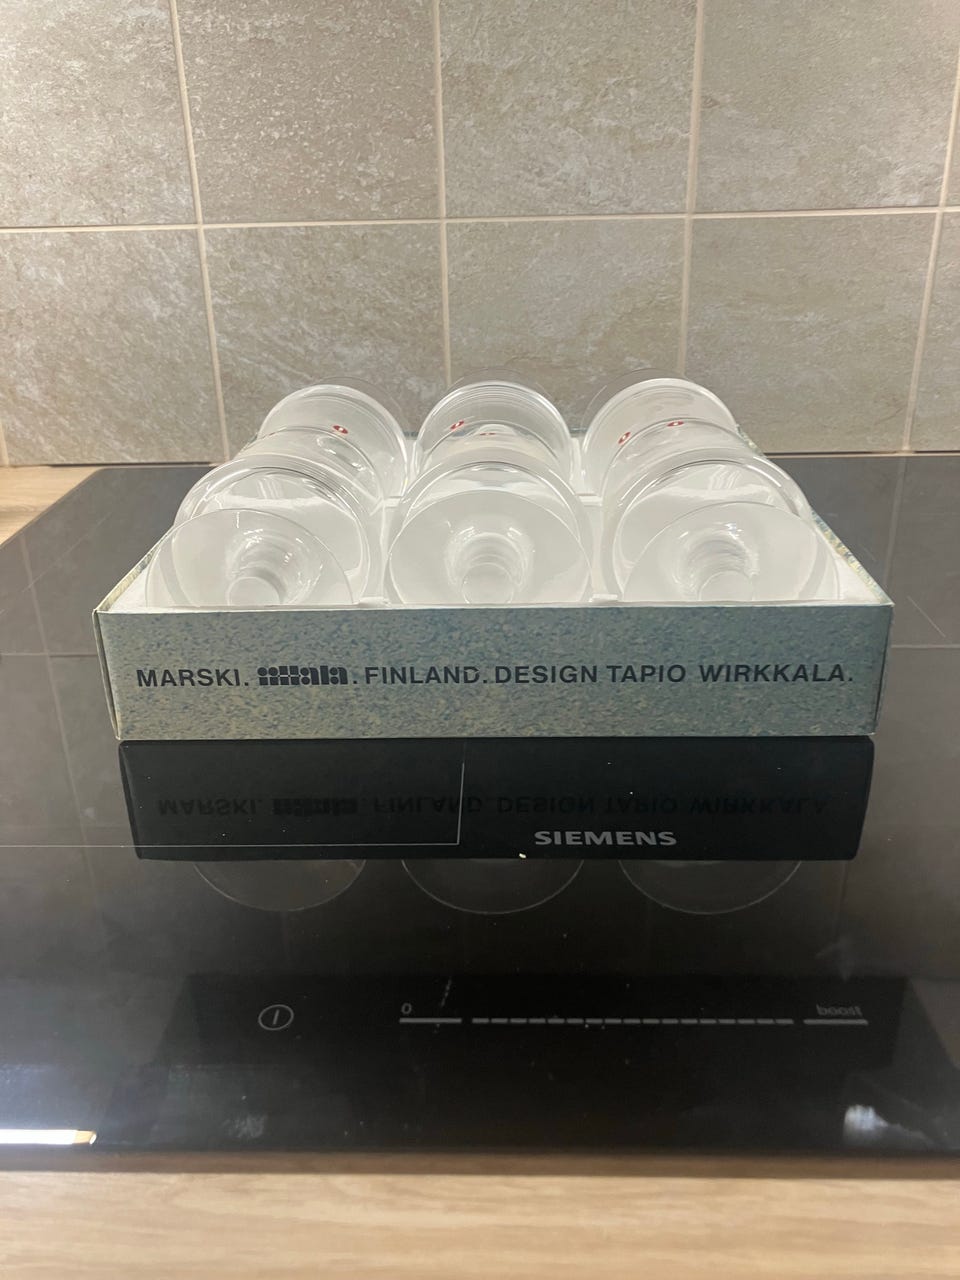 MARSKI. iittala. FINLAND. DESIGN TAPIO WIRKKALA.
SIEMENS
0 boost